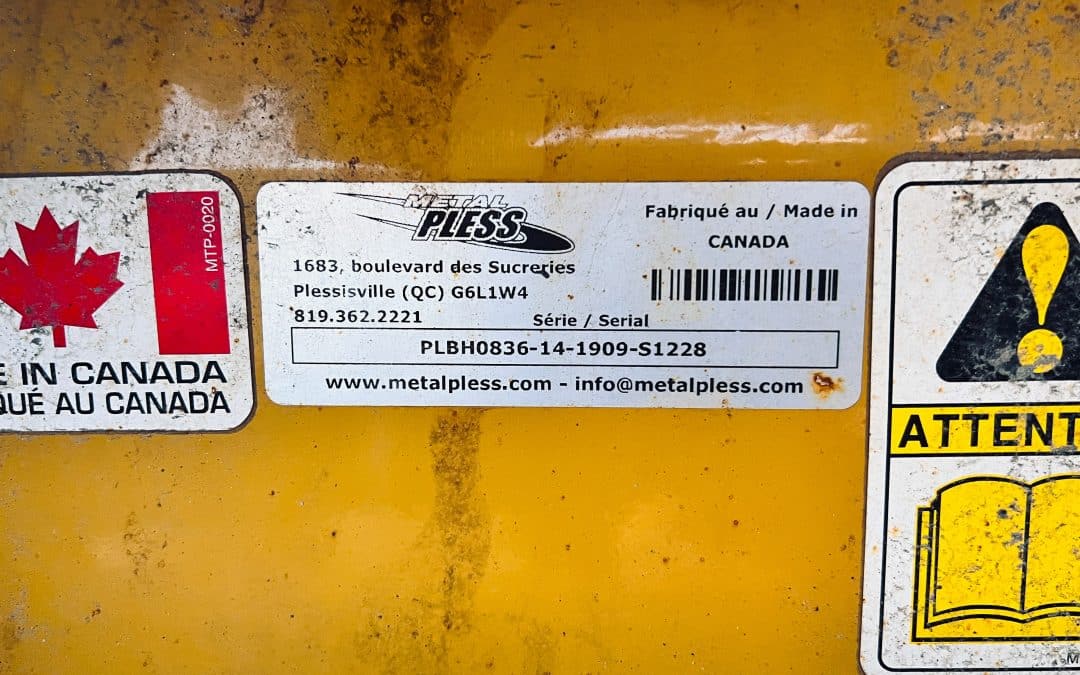 MTP-0020
E IN CANADA
QUÉ AU CANADA
METAL
PLESS
1683, boulevard des Sucreries
Plessisville (QC) G6L1W4
819.362.2221
Fabriqué au / Made in
CANADA
Série / Serial
PLBH0836-14-1909-S1228
www.metalpless.com - info@metalpless.com
ATTENT
M